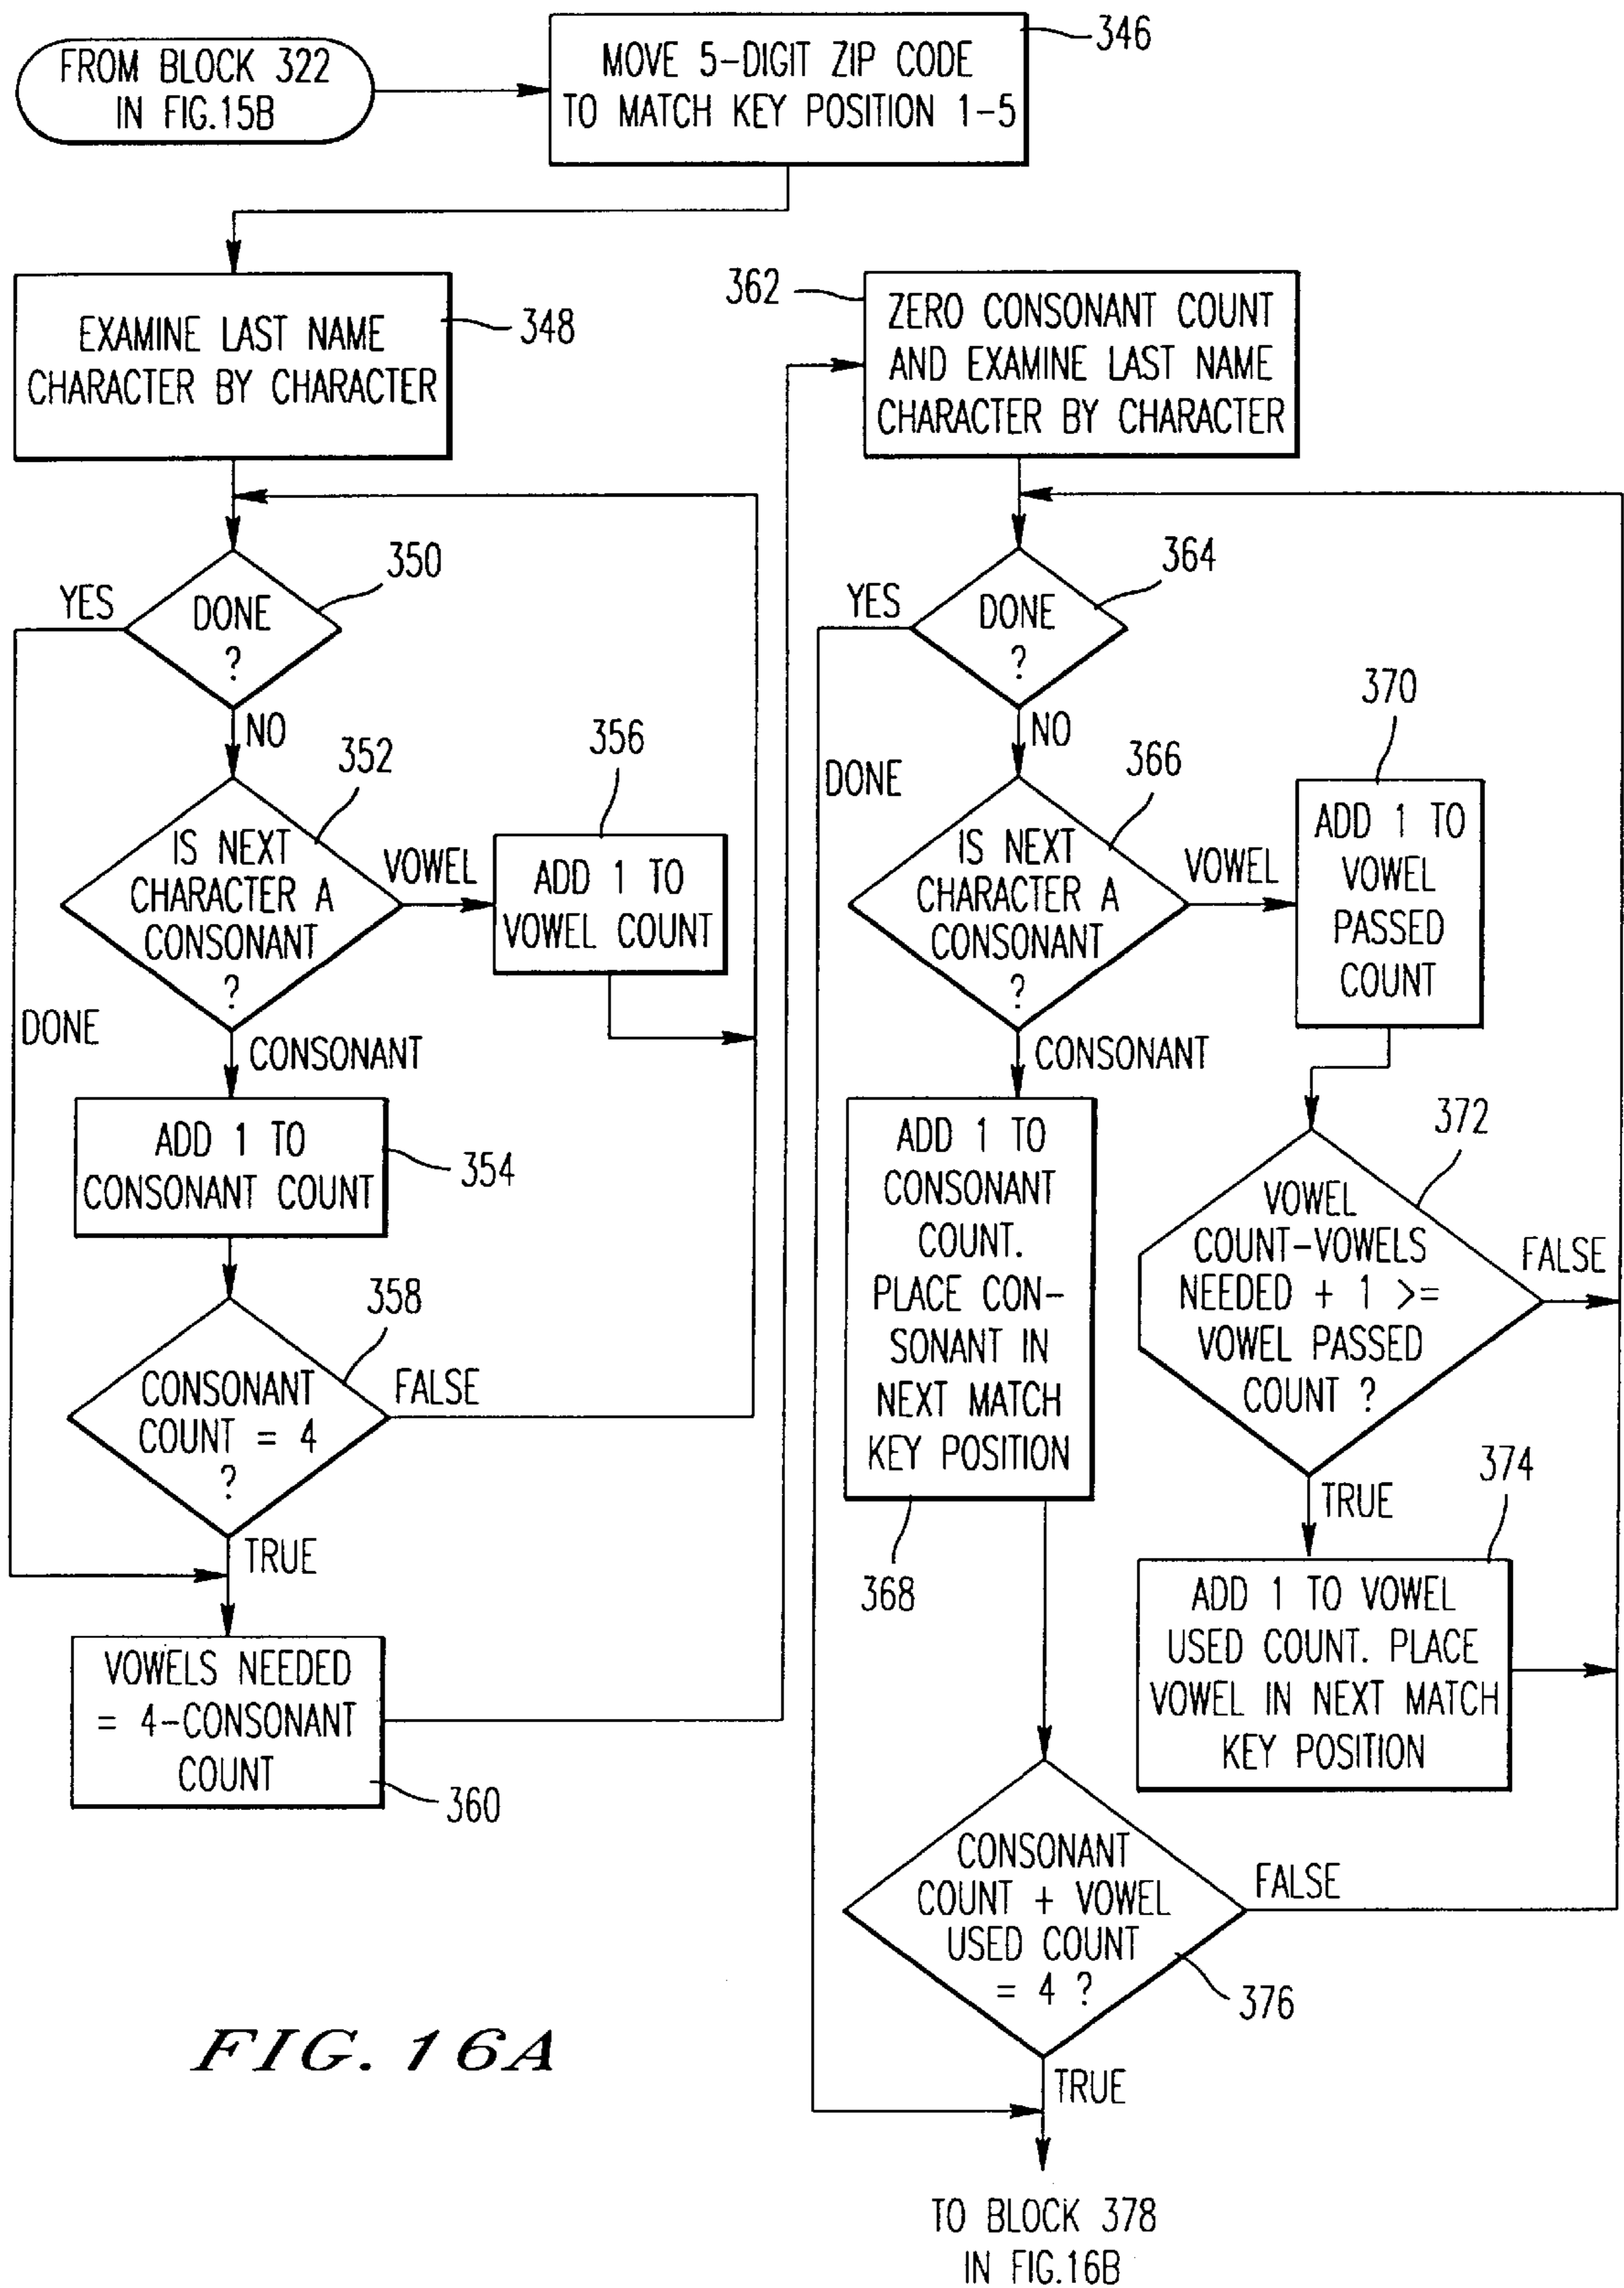 FROM BLOCK 322
IN FIG.15B
MOVE 5-DIGIT ZIP CODE
TO MATCH KEY POSITION 1-5
346
EXAMINE LAST NAME
CHARACTER BY CHARACTER
348
DONE
?
350
YES
NO
DONE
IS NEXT
CHARACTER A
CONSONANT
?
352
VOWEL
ADD 1 TO
VOWEL COUNT
356
CONSONANT
ADD 1 TO
CONSONANT COUNT
354
CONSONANT
COUNT = 4
?
358
FALSE
TRUE
VOWELS NEEDED
= 4-CONSONANT
COUNT
360
362
ZERO CONSONANT COUNT
AND EXAMINE LAST NAME
CHARACTER BY CHARACTER
DONE
?
364
YES
NO
DONE
IS NEXT
CHARACTER A
CONSONANT
?
366
VOWEL
370
ADD 1 TO
VOWEL
PASSED
COUNT
CONSONANT
ADD 1 TO
CONSONANT
COUNT.
PLACE CON-
SONANT IN
NEXT MATCH
KEY POSITION
368
372
VOWEL
COUNT-VOWELS
NEEDED + 1 >=
VOWEL PASSED
COUNT ?
FALSE
TRUE
374
ADD 1 TO VOWEL
USED COUNT. PLACE
VOWEL IN NEXT MATCH
KEY POSITION
CONSONANT
COUNT + VOWEL
USED COUNT
= 4 ?
376
FALSE
TRUE
TO BLOCK 378
IN FIG.16B
FIG. 16A